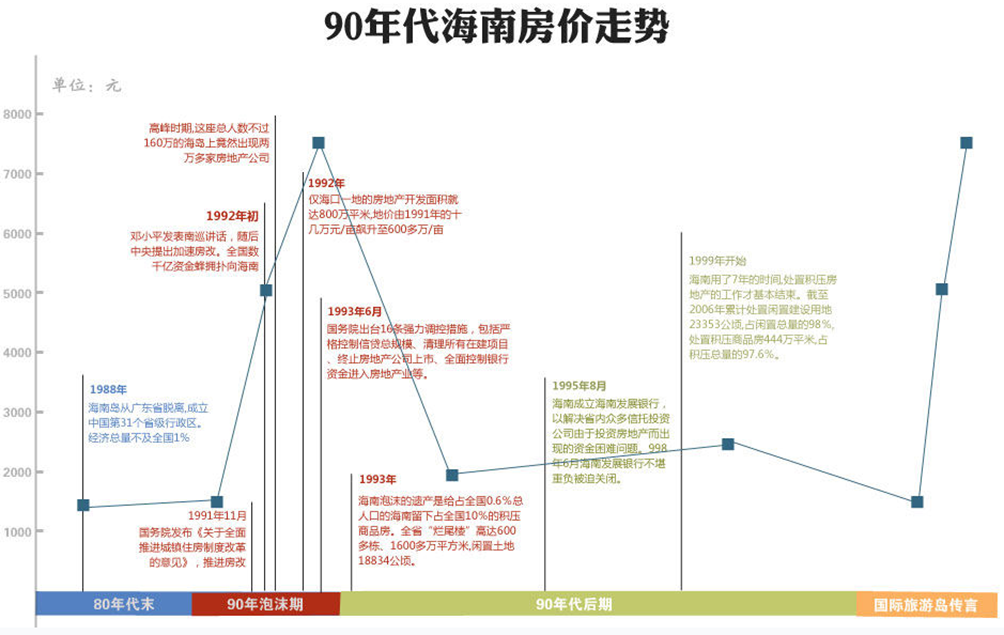 90年代海南房价走势
单位：元
8000
7000
6000
5000
4000
3000
2000
1000
高峰时期,这座总人数不过
160万的海岛上竟然出现两
万多家房地产公司
1992年
仅海口一地的房地产开发面积就
达800万平米,地价由1991年的十
几万元/亩飙升至600多万/亩
1992年初
邓小平发表南巡讲话，随后
中央提出加速房改。全国数
千亿资金蜂拥扑向海南
1999年开始
海南用了7年的时间,处置积压房
地产的工作才基本结束。截至
2006年累计处置闲置建设用地
23353公顷,占闲置总量的98%,
处置积压商品房444万平米,占
积压总量的97.6%。
1993年6月
国务院出台16条强力调控措施，包括严
格控制信贷总规模、清理所有在建项目
、终止房地产公司上市、全面控制银行
资金进入房地产业等。
1988年
海南岛从广东省脱离,成立
中国第31个省级行政区。
经济总量不及全国1%
1995年8月
海南成立海南发展银行，
以解决省内众多信托投资
公司由于投资房地产而出
现的资金困难问题。998
年6月海南发展银行不堪
重负被迫关闭。
1993年
海南泡沫的遗产是给占全国0.6%总
人口的海南留下占全国10%的积压
商品房。全省“烂尾楼”高达600
多栋、1600多万平方米,闲置土地
18834公顷。
1991年11月
国务院发布《关于全面
推进城镇住房制度改革
的意见》，推进房改
80年代末
90年泡沫期
90年代后期
国际旅游岛传言